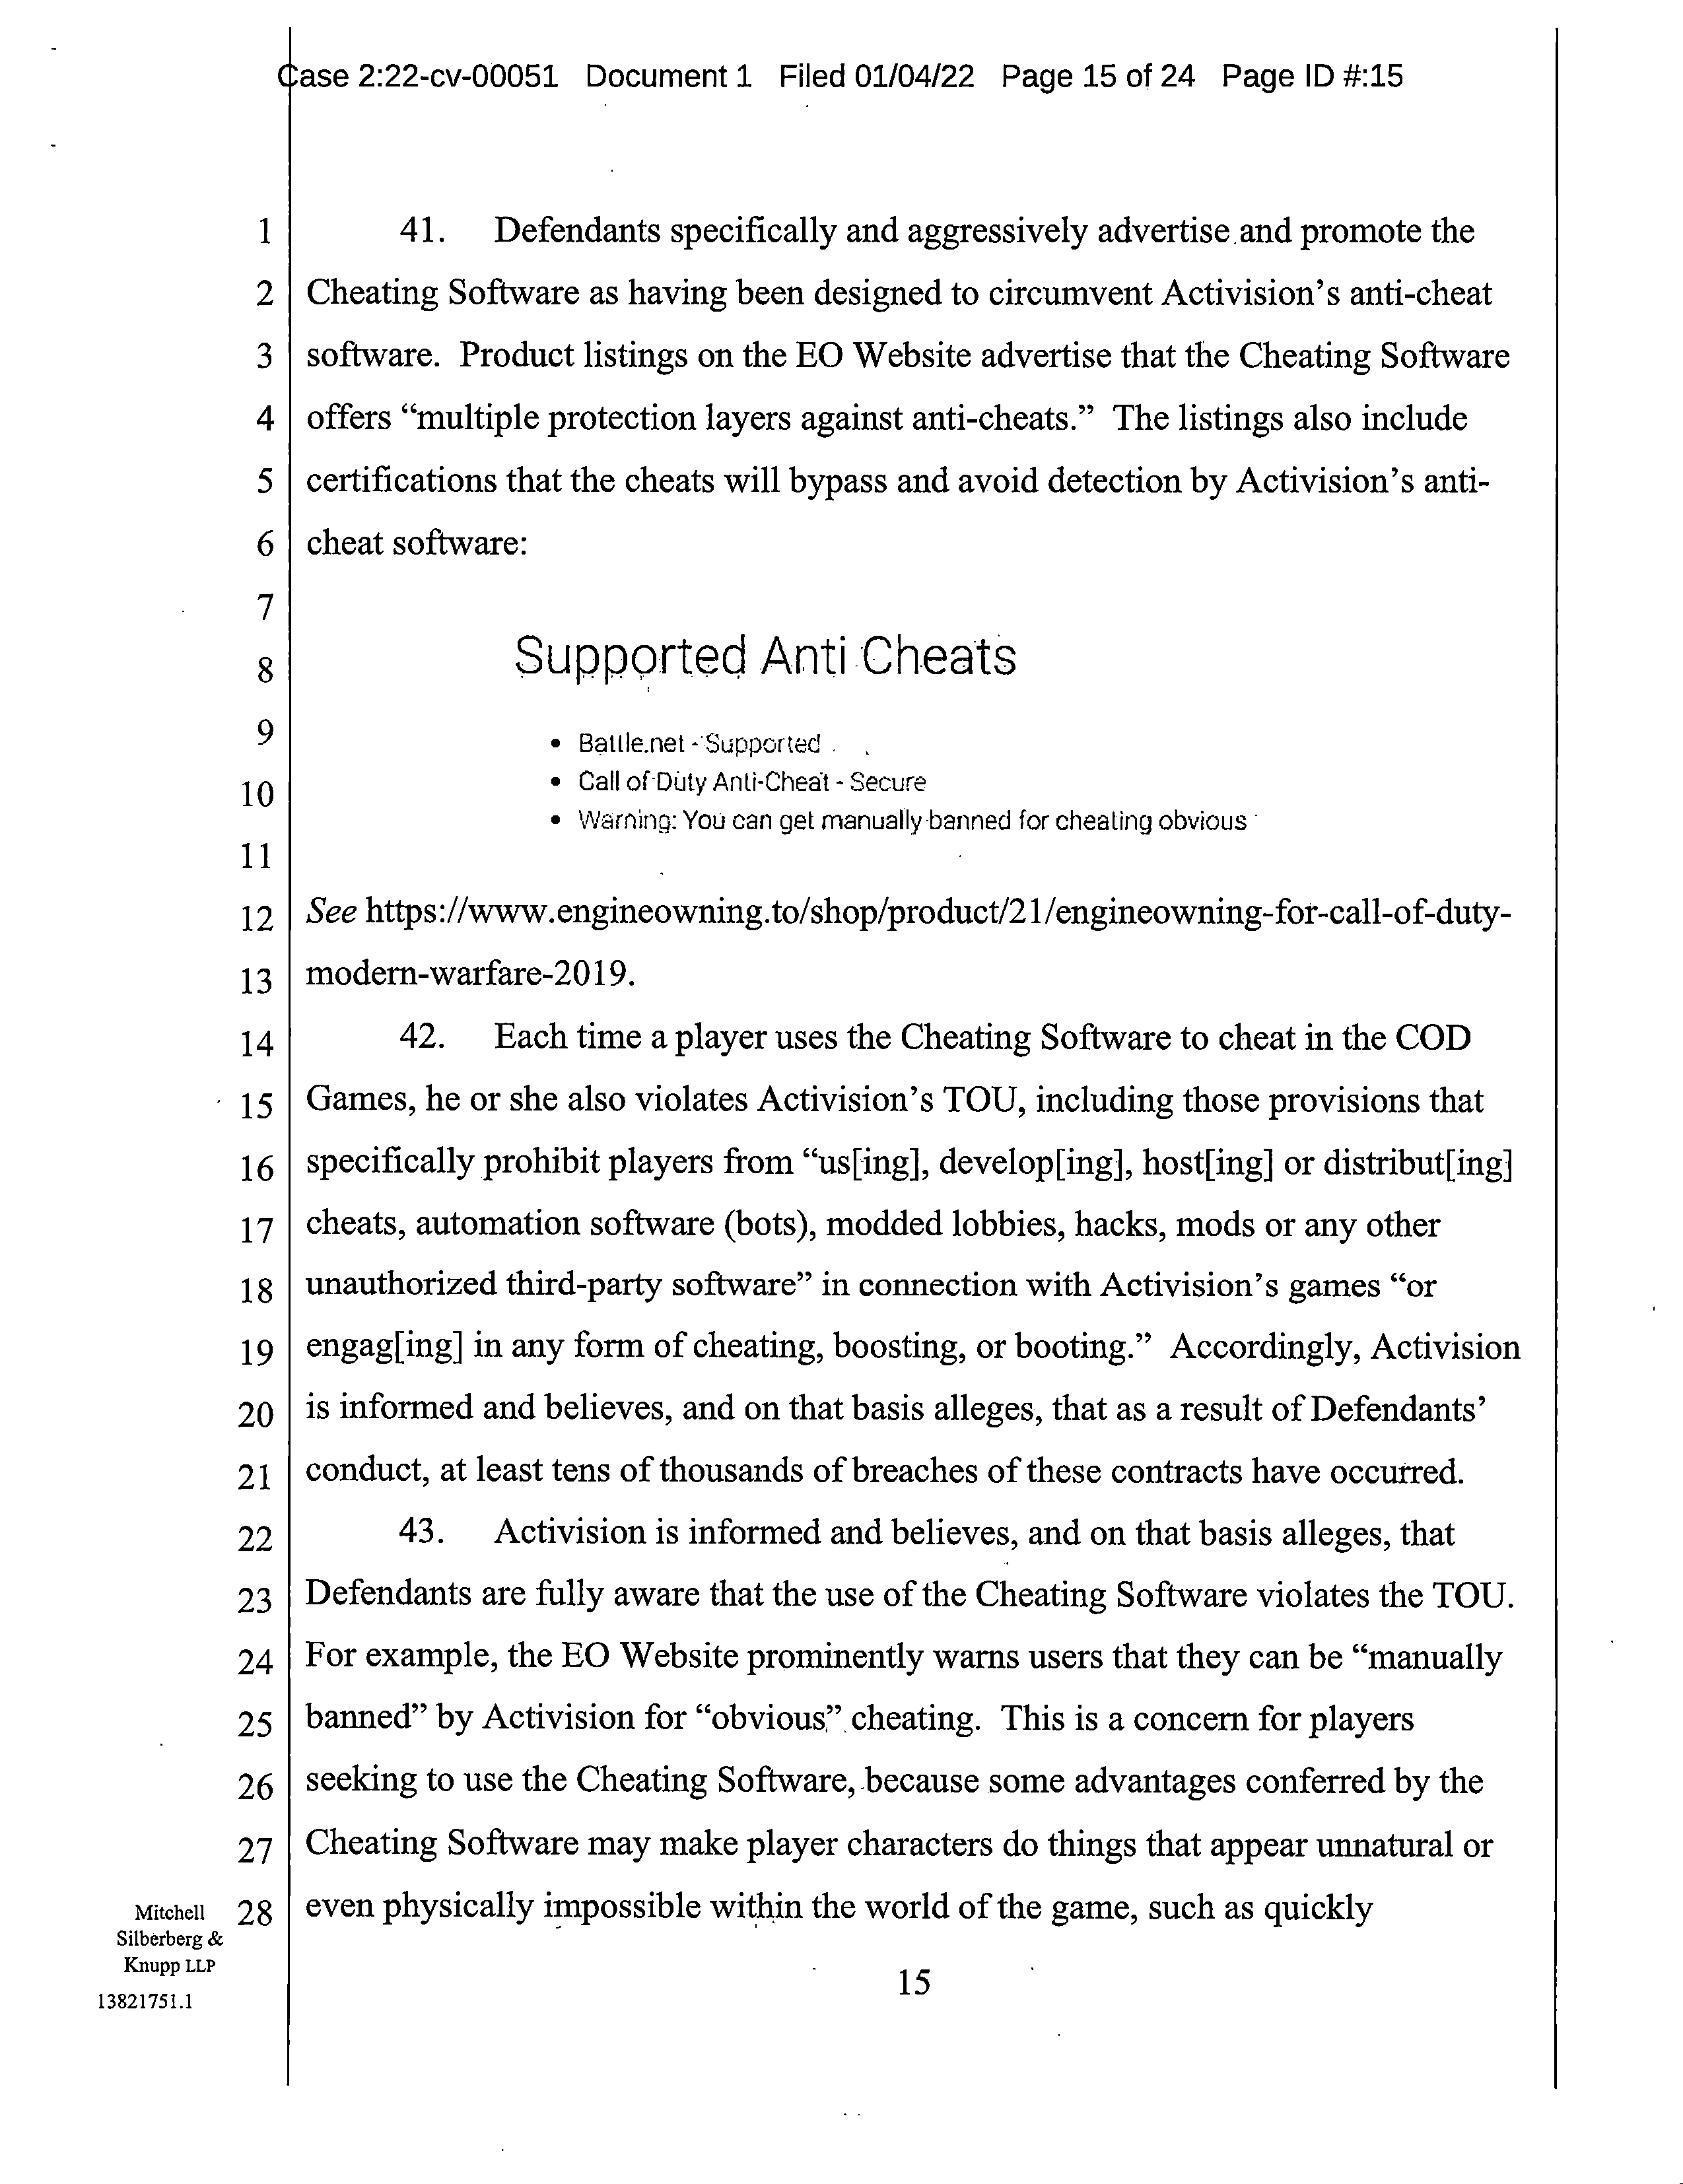 Case 2:22-cv-00051 Document 1 Filed 01/04/22 Page 15 of 24 Page ID #:15
1 41. Defendants specifically and aggressively advertise and promote the
2 Cheating Software as having been designed to circumvent Activision’s anti-cheat
3 software. Product listings on the EO Website advertise that the Cheating Software
4 offers “multiple protection layers against anti-cheats.” The listings also include
5 certifications that the cheats will bypass and avoid detection by Activision’s anti-
6 cheat software:
7
8 Supported Anti Cheats
9 • Battle.net - Supported
10 • Call of Duty Anti-Cheat - Secure
• Warning: You can get manually banned for cheating obvious
11
12 See https://www.engineowning.to/shop/product/21/engineowning-for-call-of-duty-
13 modern-warfare-2019.
14 42. Each time a player uses the Cheating Software to cheat in the COD
15 Games, he or she also violates Activision’s TOU, including those provisions that
16 specifically prohibit players from “us[ing], develop[ing], host[ing] or distribut[ing]
17 cheats, automation software (bots), modded lobbies, hacks, mods or any other
18 unauthorized third-party software” in connection with Activision’s games “or
19 engag[ing] in any form of cheating, boosting, or booting.” Accordingly, Activision
20 is informed and believes, and on that basis alleges, that as a result of Defendants’
21 conduct, at least tens of thousands of breaches of these contracts have occurred.
22 43. Activision is informed and believes, and on that basis alleges, that
23 Defendants are fully aware that the use of the Cheating Software violates the TOU.
24 For example, the EO Website prominently warns users that they can be “manually
25 banned” by Activision for “obvious” cheating. This is a concern for players
26 seeking to use the Cheating Software, because some advantages conferred by the
27 Cheating Software may make player characters do things that appear unnatural or
28 even physically impossible within the world of the game, such as quickly
Mitchell
Silberberg &
Knupp LLP
13821751.1
15